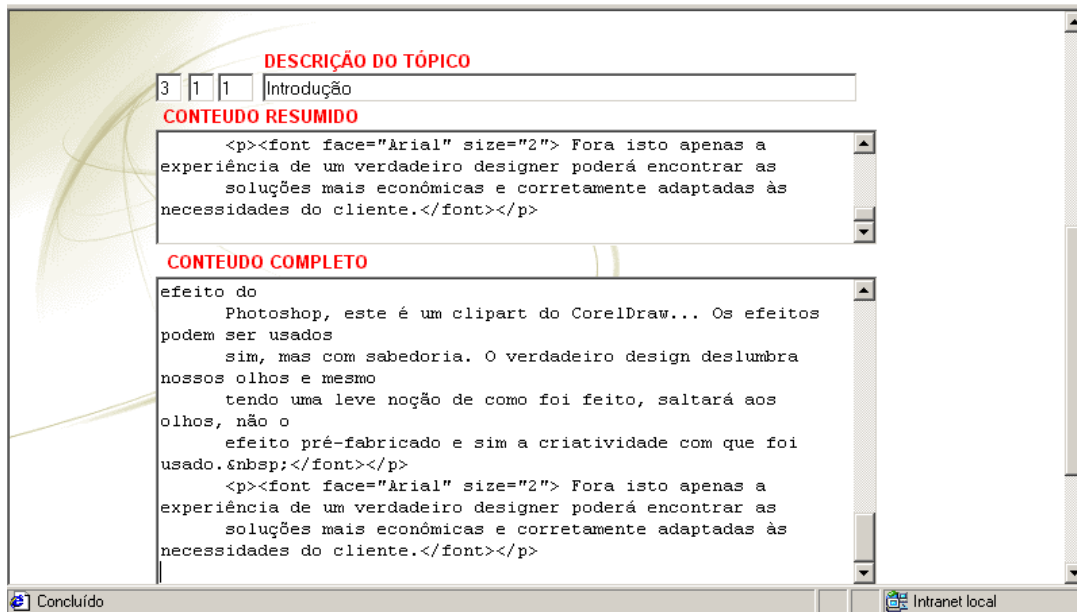 DESCRIÇÃO DO TÓPICO
3 1 1 Introdução
CONTEUDO RESUMIDO
<p><font face="Arial" size="2"> Fora isto apenas a
experiência de um verdadeiro designer poderá encontrar as
soluções mais econômicas e corretamente adaptadas às
necessidades do cliente.</font></p>
CONTEUDO COMPLETO
efeito do
Photoshop, este é um clipart do CorelDraw... Os efeitos
podem ser usados
sim, mas com sabedoria. O verdadeiro design deslumbra
nossos olhos e mesmo
tendo uma leve noção de como foi feito, saltará aos
olhos, não o
efeito pré-fabricado e sim a criatividade com que foi
usado.&nbsp;</font></p>
<p><font face="Arial" size="2"> Fora isto apenas a
experiência de um verdadeiro designer poderá encontrar as
soluções mais econômicas e corretamente adaptadas às
necessidades do cliente.</font></p>
Concluído
Intranet local